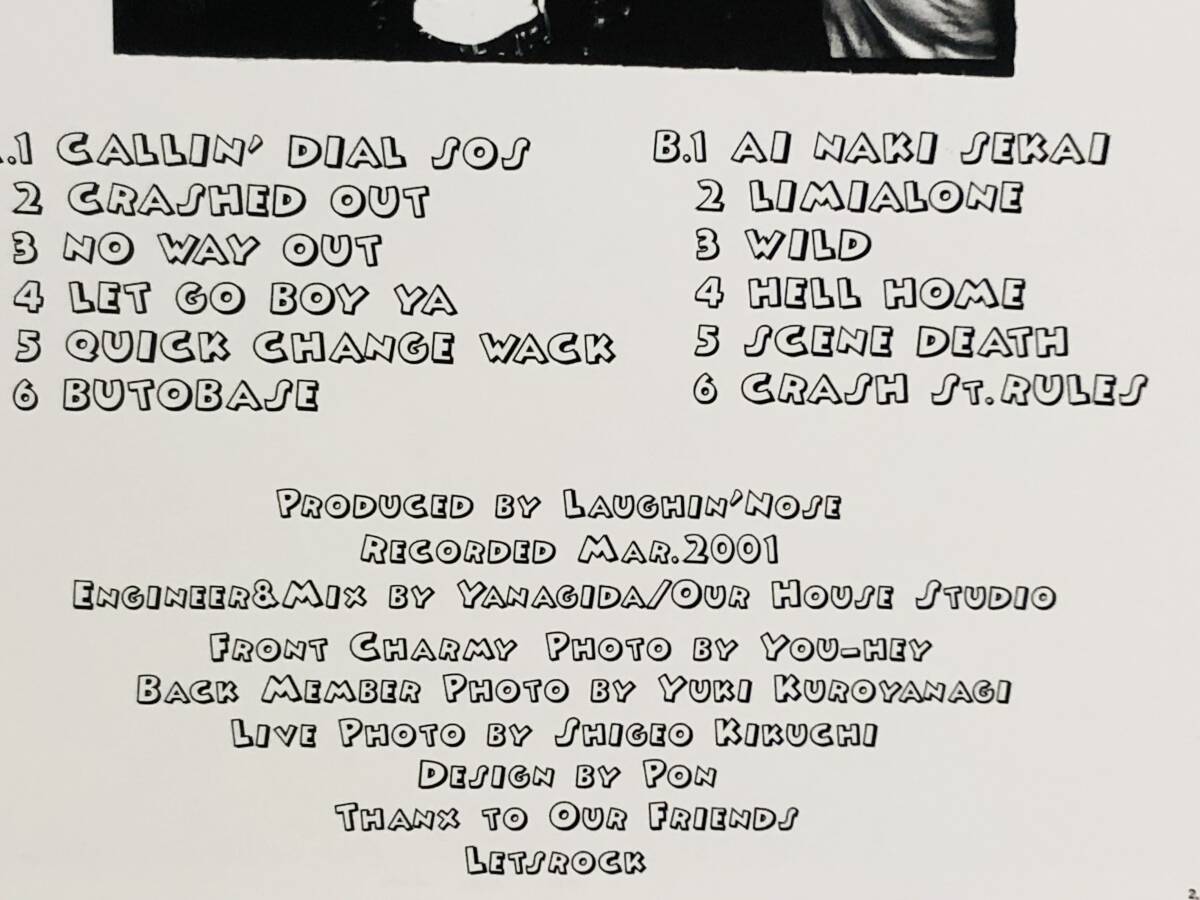 .1 CALLIN' DIAL SOS
2 CRASHED OUT
3 NO WAY OUT
4 LET GO BOY YA
5 QUICK CHANGE WACK
6 BUTOBASE
B.1 AI NAKI SEKAI
2 LIMIALONE
3 WILD
4 HELL HOME
5 SCENE DEATH
6 CRASH ST.RULES
PRODUCED BY LAUGHIN'NOSE
RECORDED MAR.2001
ENGINEER&MIX BY YANAGIDA/OUR HOUSE STUDIO
FRONT CHARMY PHOTO BY YOU-HEY
BACK MEMBER PHOTO BY YUKI KUROYANAGI
LIVE PHOTO BY SHIGEO KIKUCHI
DESIGN BY PON
THANX TO OUR FRIENDS
LETSROCK
2.